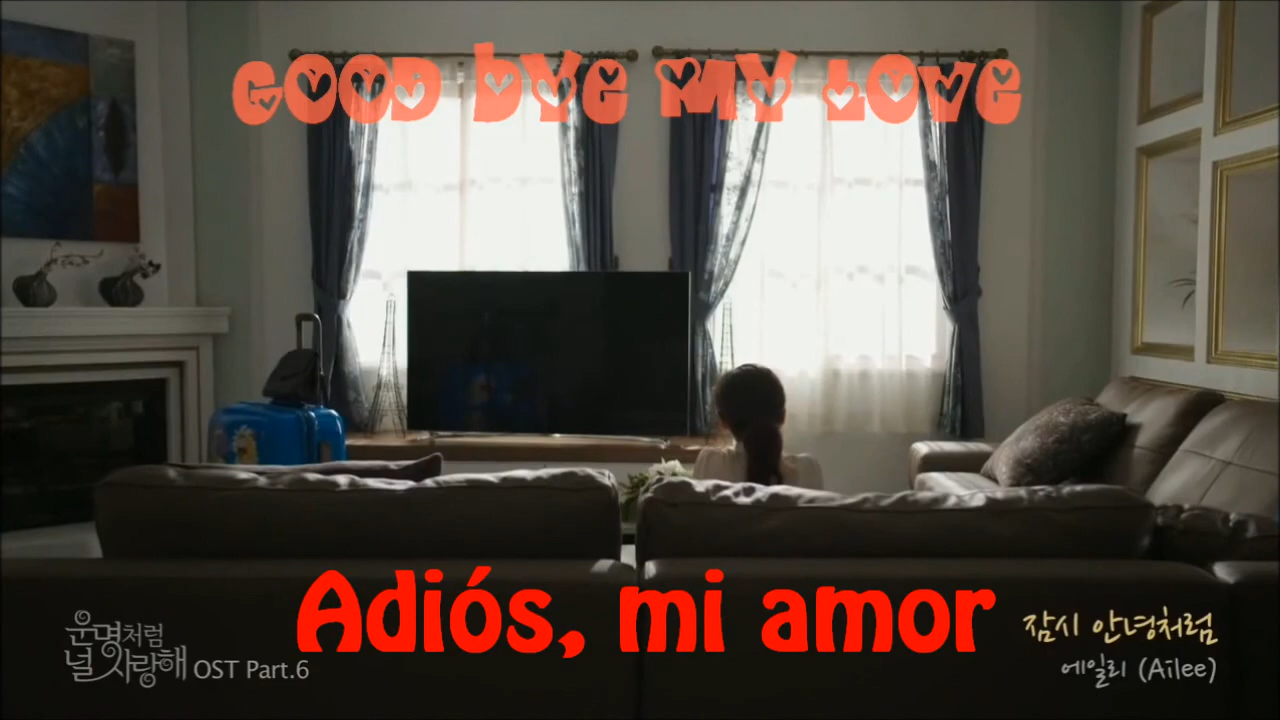 GOOD bye MY LOVE
Adiós, mi amor
운명처럼
널 사랑해 OST Part.6
잠시 안녕처럼
에일리 (Ailee)